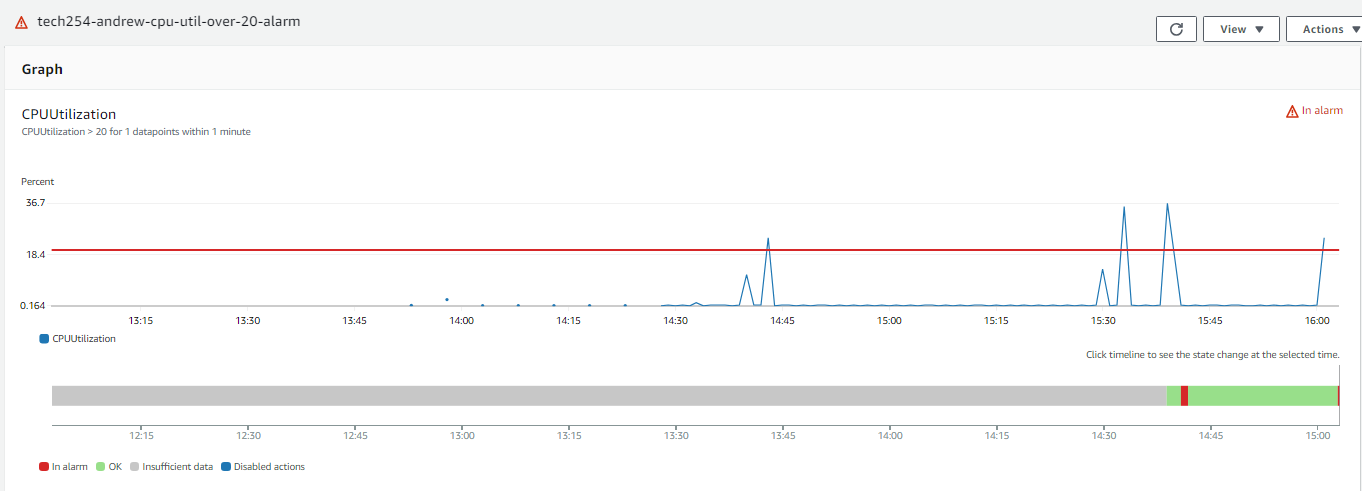 tech254-andrew-cpu-util-over-20-alarm
View ▼
Actions ▼
Graph
CPUUtilization
In alarm
CPUUtilization > 20 for 1 datapoints within 1 minute
Percent
36.7
18.4
0.164
13:15 13:30 13:45 14:00 14:15 14:30 14:45 15:00 15:15 15:30 15:45 16:00
CPUUtilization
Click timeline to see the state change at the selected time.
12:15 12:30 12:45 13:00 13:15 13:30 13:45 14:00 14:15 14:30 14:45 15:00
In alarm OK Insufficient data Disabled actions